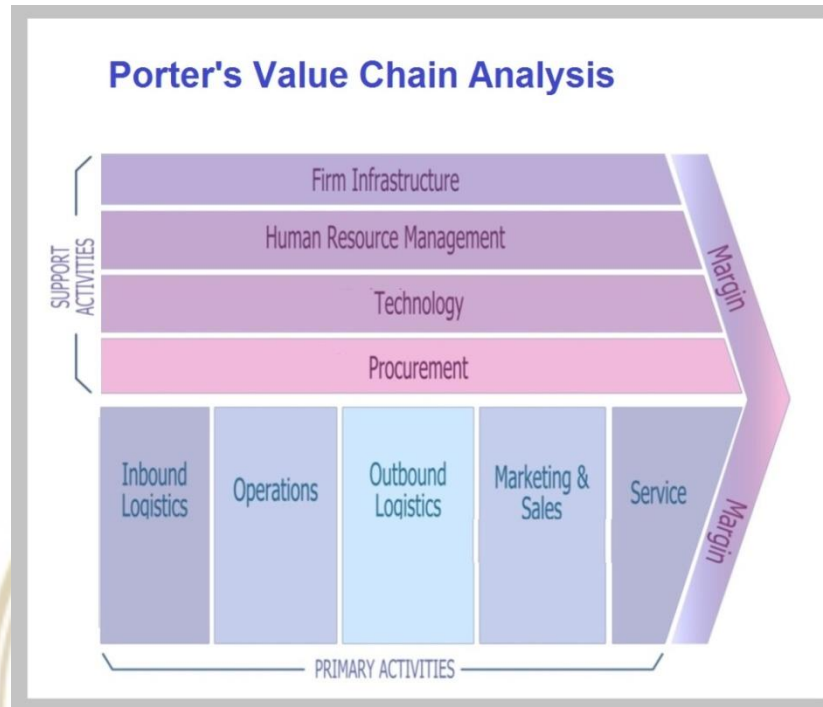 Porter's Value Chain Analysis
SUPPORT
ACTIVITIES
Firm Infrastructure
Human Resource Management
Technology
Procurement
Margin
Inbound
Logistics
Operations
Outbound
Logistics
Marketing &
Sales
Service
Margin
PRIMARY ACTIVITIES